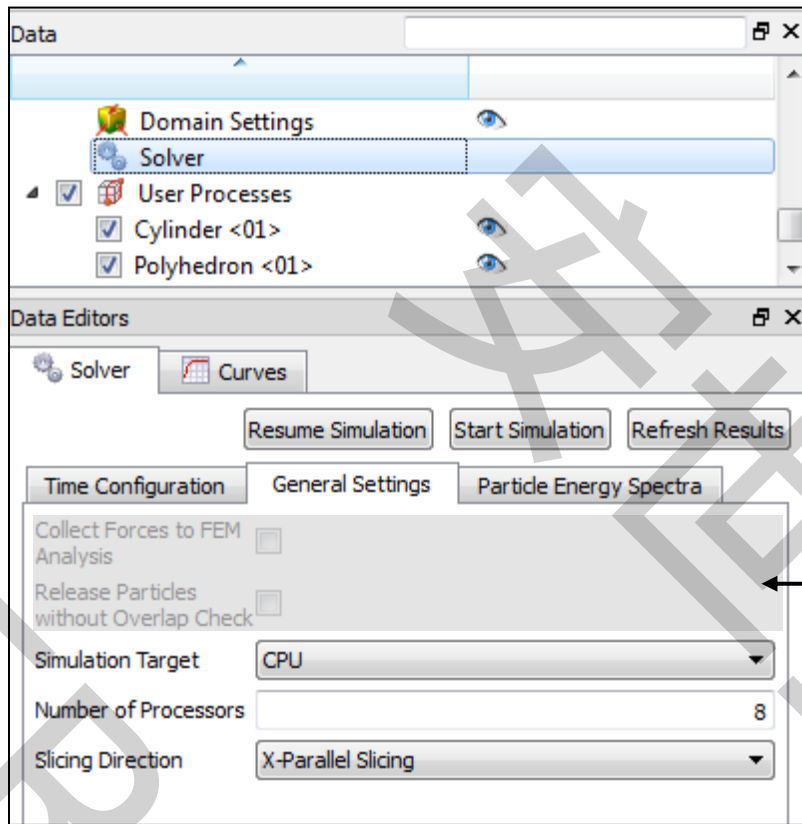 Data
Domain Settings
Solver
User Processes
Cylinder <01>
Polyhedron <01>
Data Editors
Solver Curves
Resume Simulation Start Simulation Refresh Results
Time Configuration General Settings Particle Energy Spectra
Collect Forces to FEM
Analysis
Release Particles
without Overlap Check
Simulation Target CPU
Number of Processors 8
Slicing Direction X-Parallel Slicing